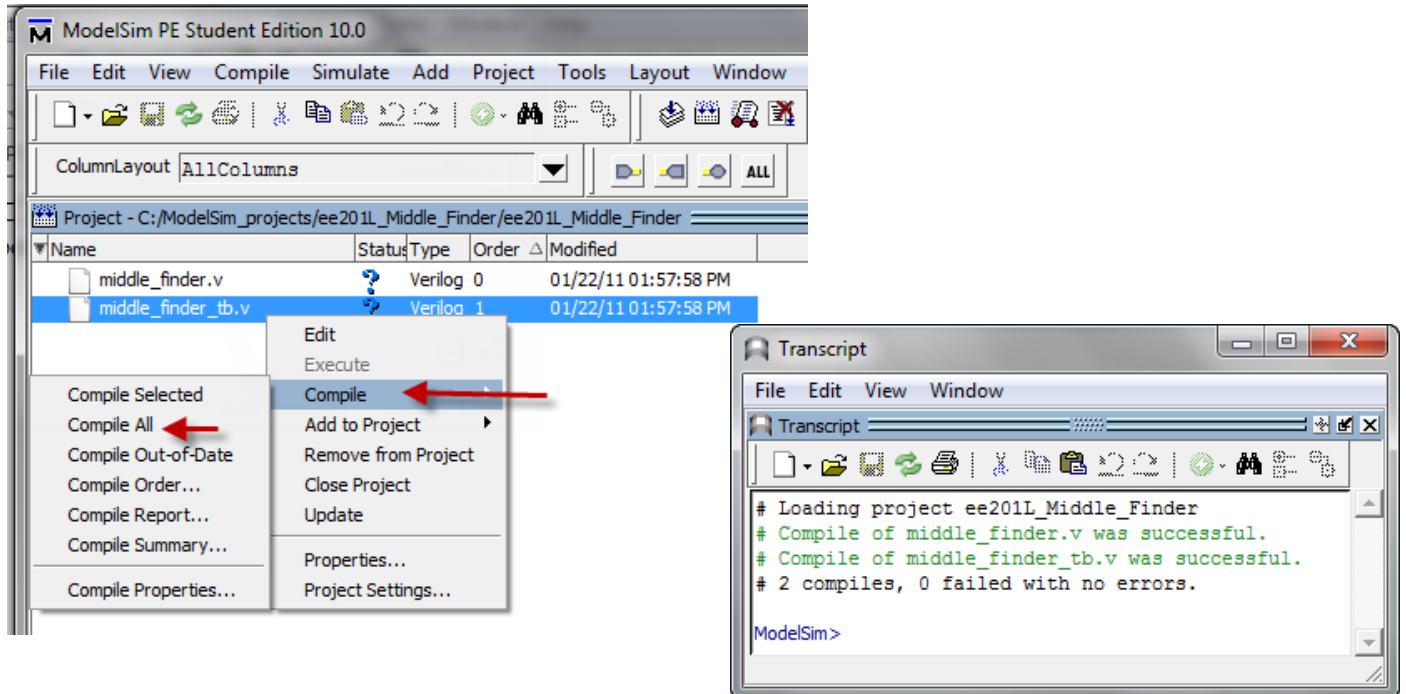 ModelSim PE Student Edition 10.0
File Edit View Compile Simulate Add Project Tools Layout Window
ColumnLayout AllColumns
ALL
Project - C:/ModelSim_projects/ee201L_Middle_Finder/ee201L_Middle_Finder
Name Status Type Order Modified
middle_finder.v Verilog 0 01/22/11 01:57:58 PM
middle_finder_tb.v Verilog 1 01/22/11 01:57:58 PM
Edit
Execute
Compile
Add to Project
Remove from Project
Close Project
Update
Properties...
Project Settings...
Compile Selected
Compile All
Compile Out-of-Date
Compile Order...
Compile Report...
Compile Summary...
Compile Properties...
Transcript
File Edit View Window
Transcript
# Loading project ee201L_Middle_Finder
# Compile of middle_finder.v was successful.
# Compile of middle_finder_tb.v was successful.
# 2 compiles, 0 failed with no errors.
ModelSim>